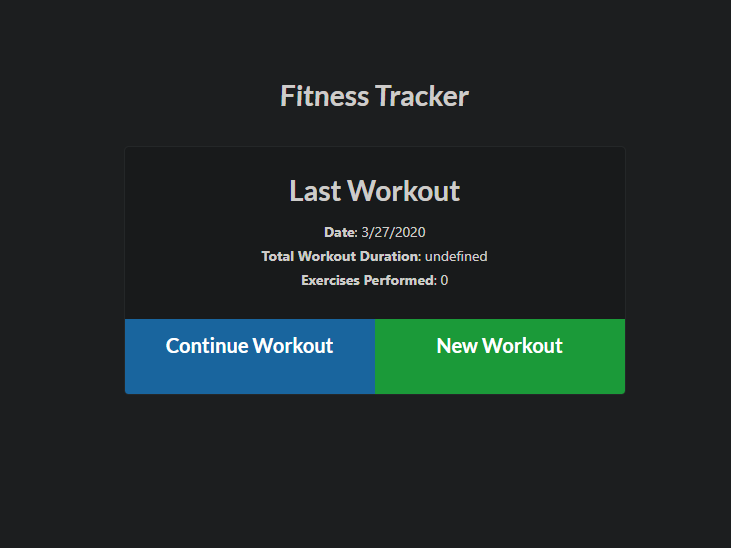 Fitness Tracker
Last Workout
Date: 3/27/2020
Total Workout Duration: undefined
Exercises Performed: 0
Continue Workout
New Workout